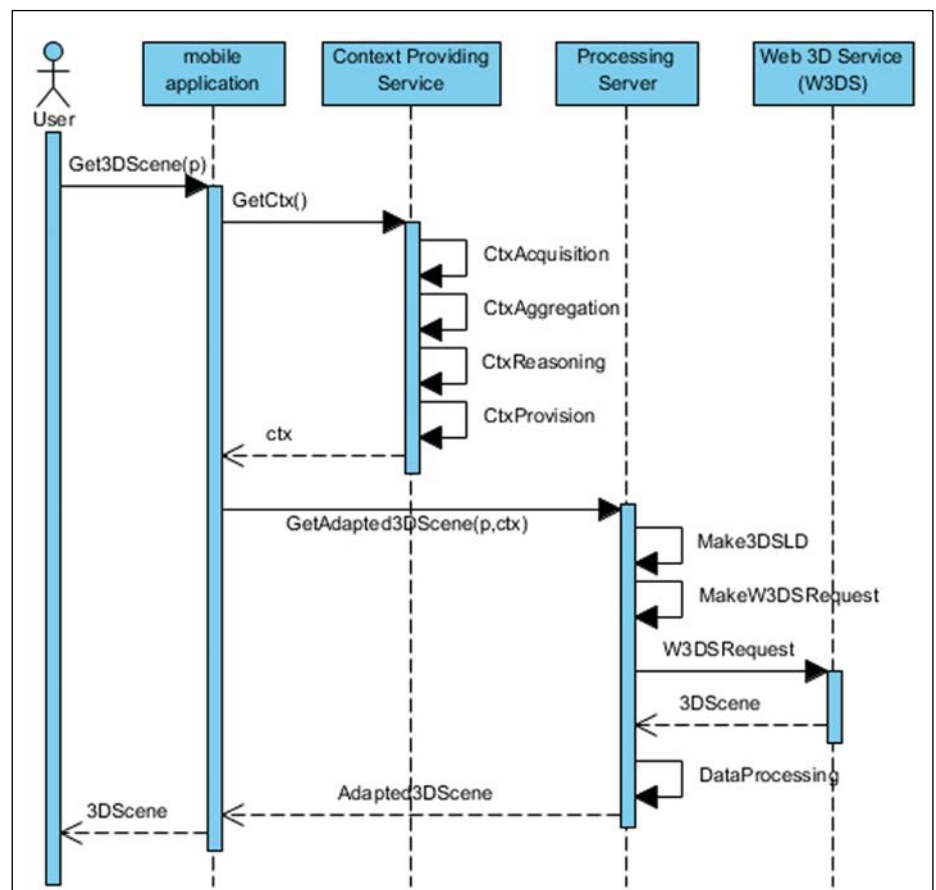 mobile
application
Context Providing
Service
Processing
Server
Web 3D Service
(W3DS)
User
Get3DScene(p)
GetCtx()
CtxAcquisition
CtxAggregation
CtxReasoning
CtxProvision
ctx
GetAdapted3DScene(p,ctx)
Make3DSLD
MakeW3DSRequest
W3DSRequest
3DScene
DataProcessing
Adapted3DScene
3DScene